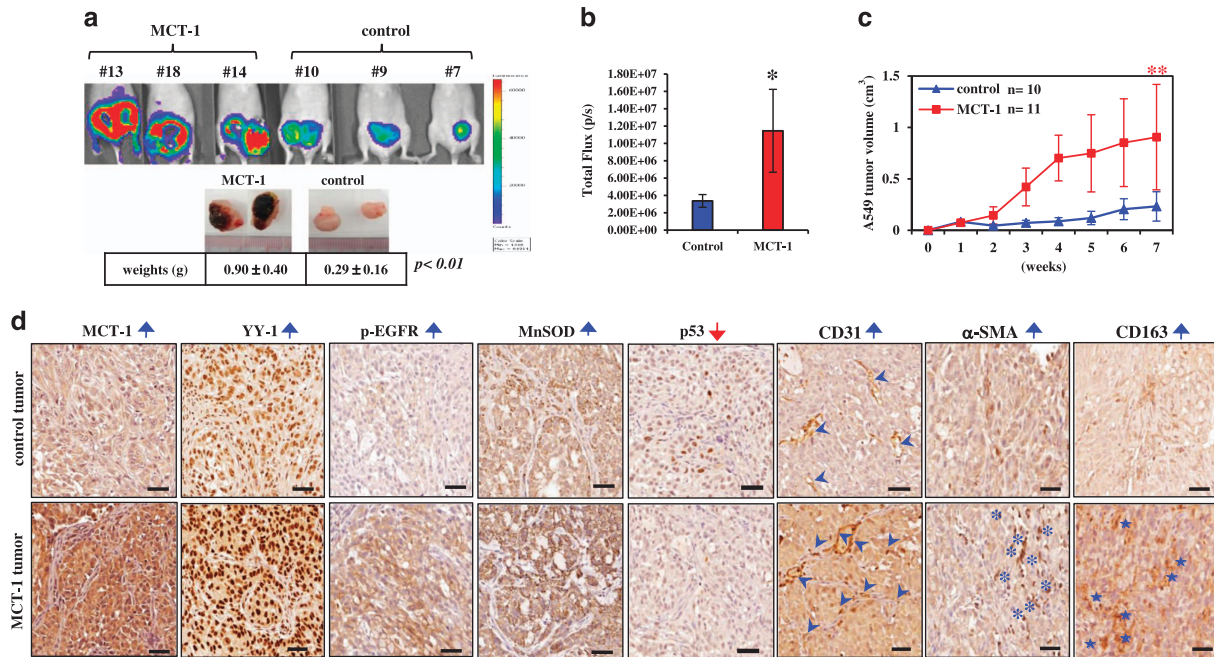 a
MCT-1 control
#13 #18 #14 #10 #9 #7
60000
40000
20000
Counts
MCT-1 control
weights (g) 0.90 ± 0.40 0.29 ± 0.16 p< 0.01
b
Total Flux (p/s)
1.80E+07
1.60E+07
1.40E+07
1.20E+07
1.00E+07
8.00E+06
6.00E+06
4.00E+06
2.00E+06
0.00E+00
*
Control MCT-1
c
A549 tumor volume (cm³)
1.5
1
0.5
0
control n= 10
MCT-1 n= 11
**
0 1 2 3 4 5 6 7
(weeks)
d
MCT-1 YY-1 p-EGFR MnSOD p53 CD31 α-SMA CD163
control tumor
MCT-1 tumor